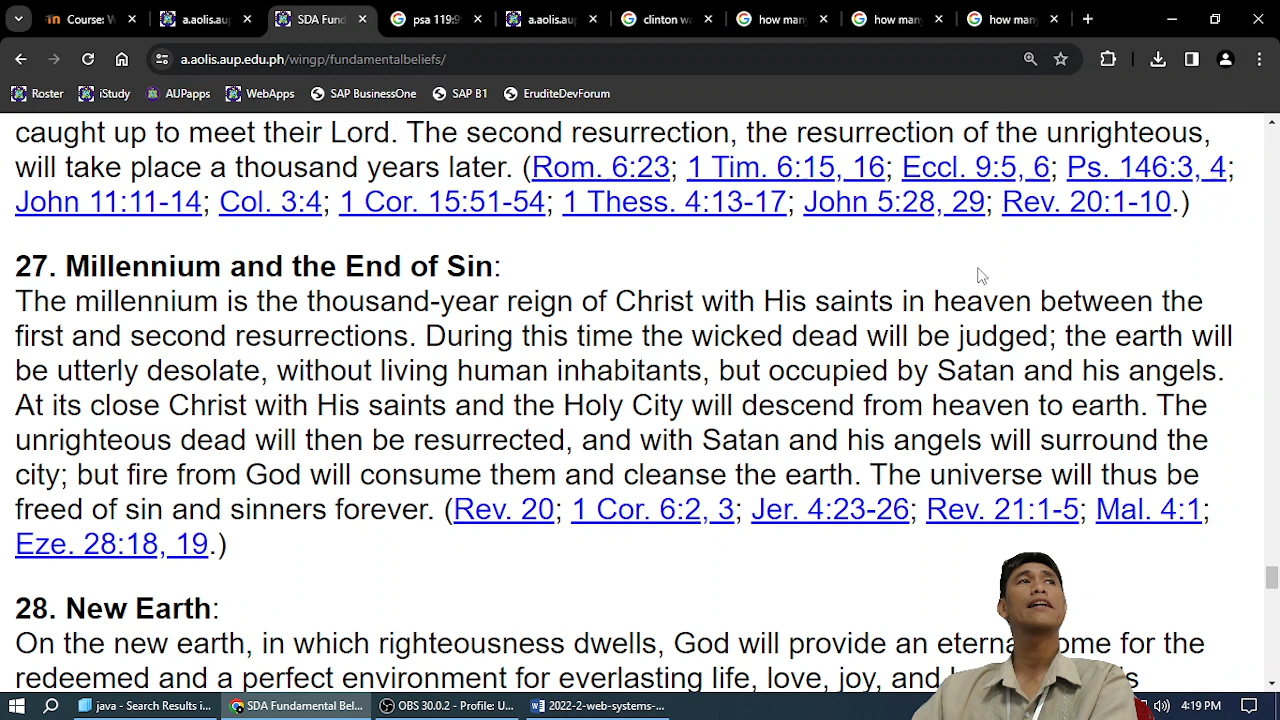 Course: W
a.aolis.aup
SDA Fund
psa 119:9
a.aolis.aup
clinton w
how many
how many
how many
a.aolis.aup.edu.ph/wingp/fundamentalbeliefs/
Roster
iStudy
AUPapps
WebApps
SAP BusinessOne
SAP B1
EruditeDevForum
caught up to meet their Lord. The second resurrection, the resurrection of the unrighteous,
will take place a thousand years later. (Rom. 6:23; 1 Tim. 6:15, 16; Eccl. 9:5, 6; Ps. 146:3, 4;
John 11:11-14; Col. 3:4; 1 Cor. 15:51-54; 1 Thess. 4:13-17; John 5:28, 29; Rev. 20:1-10.)
27. Millennium and the End of Sin:
The millennium is the thousand-year reign of Christ with His saints in heaven between the
first and second resurrections. During this time the wicked dead will be judged; the earth will
be utterly desolate, without living human inhabitants, but occupied by Satan and his angels.
At its close Christ with His saints and the Holy City will descend from heaven to earth. The
unrighteous dead will then be resurrected, and with Satan and his angels will surround the
city; but fire from God will consume them and cleanse the earth. The universe will thus be
freed of sin and sinners forever. (Rev. 20; 1 Cor. 6:2, 3; Jer. 4:23-26; Rev. 21:1-5; Mal. 4:1;
Eze. 28:18, 19.)
28. New Earth:
On the new earth, in which righteousness dwells, God will provide an eterna ome for the
redeemed and a perfect environment for everlasting life, love, joy, and
java - Search Results i...
SDA Fundamental Bel...
OBS 30.0.2 - Profile: U...
2022-2-web-systems-...
4:19 PM